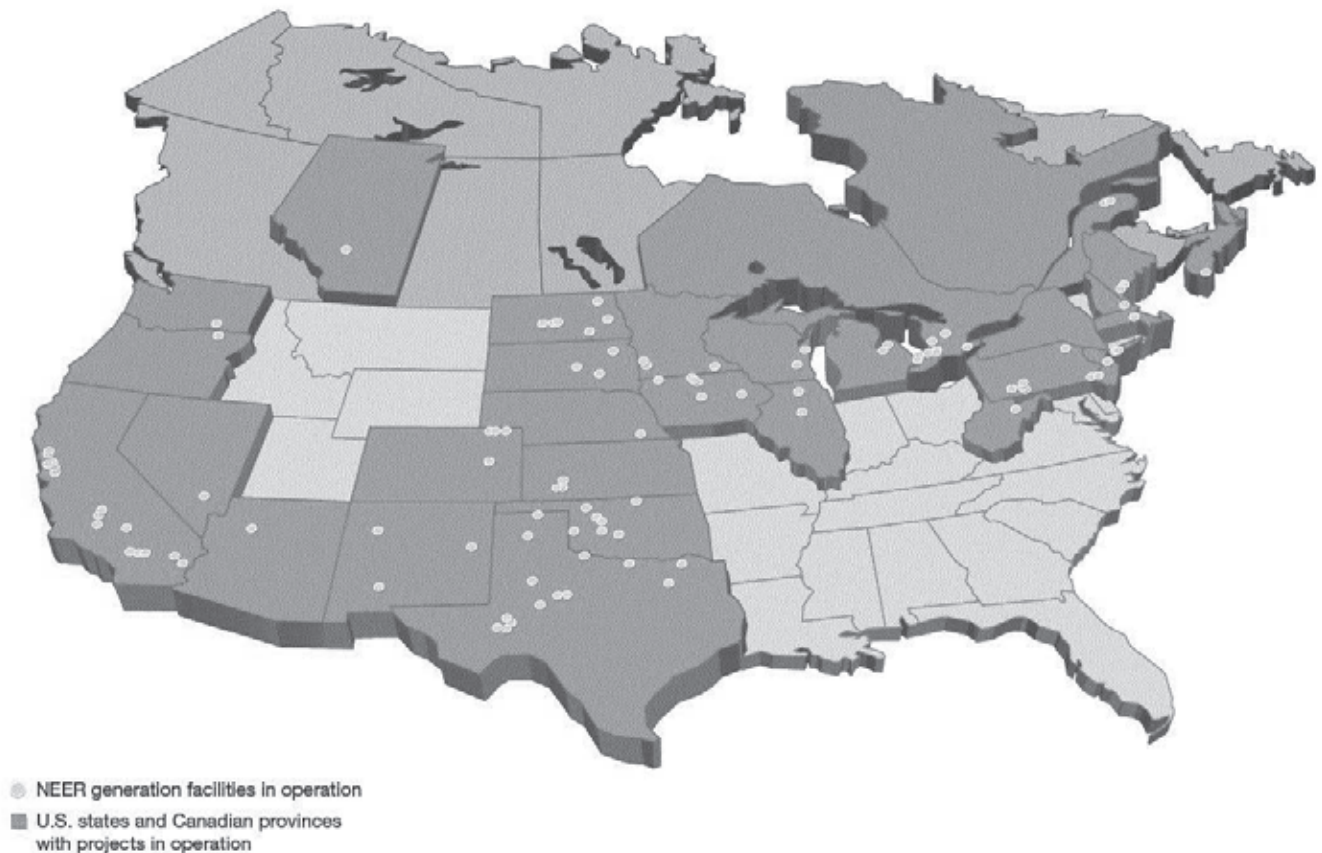 NEER generation facilities in operation
U.S. states and Canadian provinces
with projects in operation